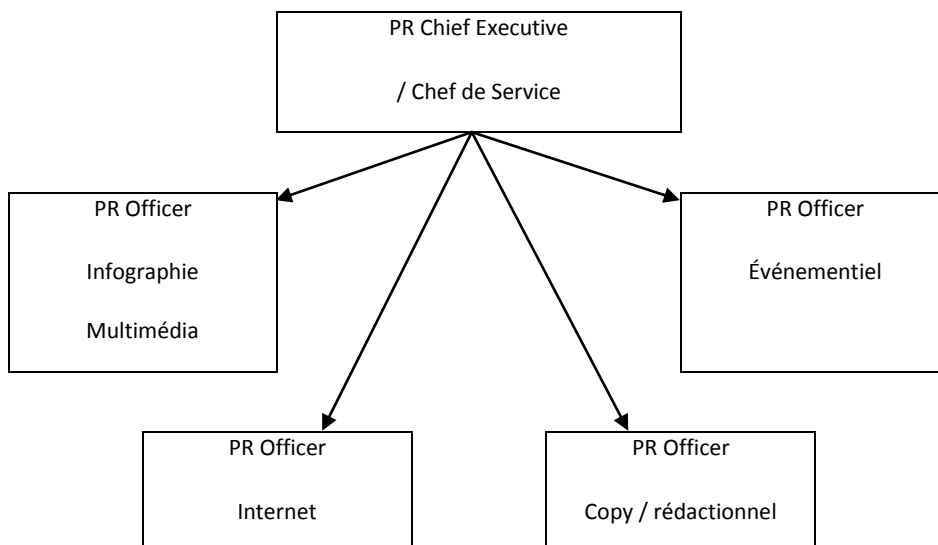 PR Chief Executive
/ Chef de Service
PR Officer
Infographie
Multimédia
PR Officer
Événementiel
PR Officer
Internet
PR Officer
Copy / rédactionnel